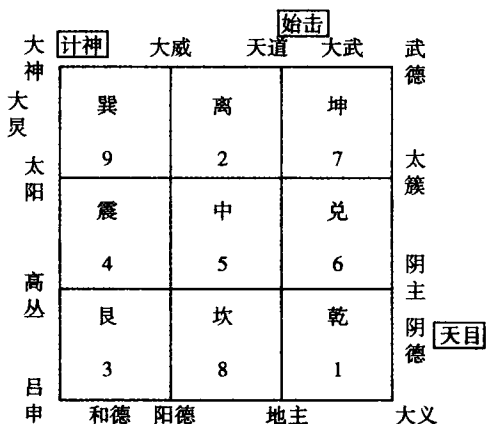 始击
大神 计神 大威 天道 大武 武德
大炅
巽 离 坤
9 2 7
太阳 太簇
震 中 兑
4 5 6
高丛 阴主
艮 坎 乾
3 8 1
阴德 天目
吕申 和德 阳德 地主 大义